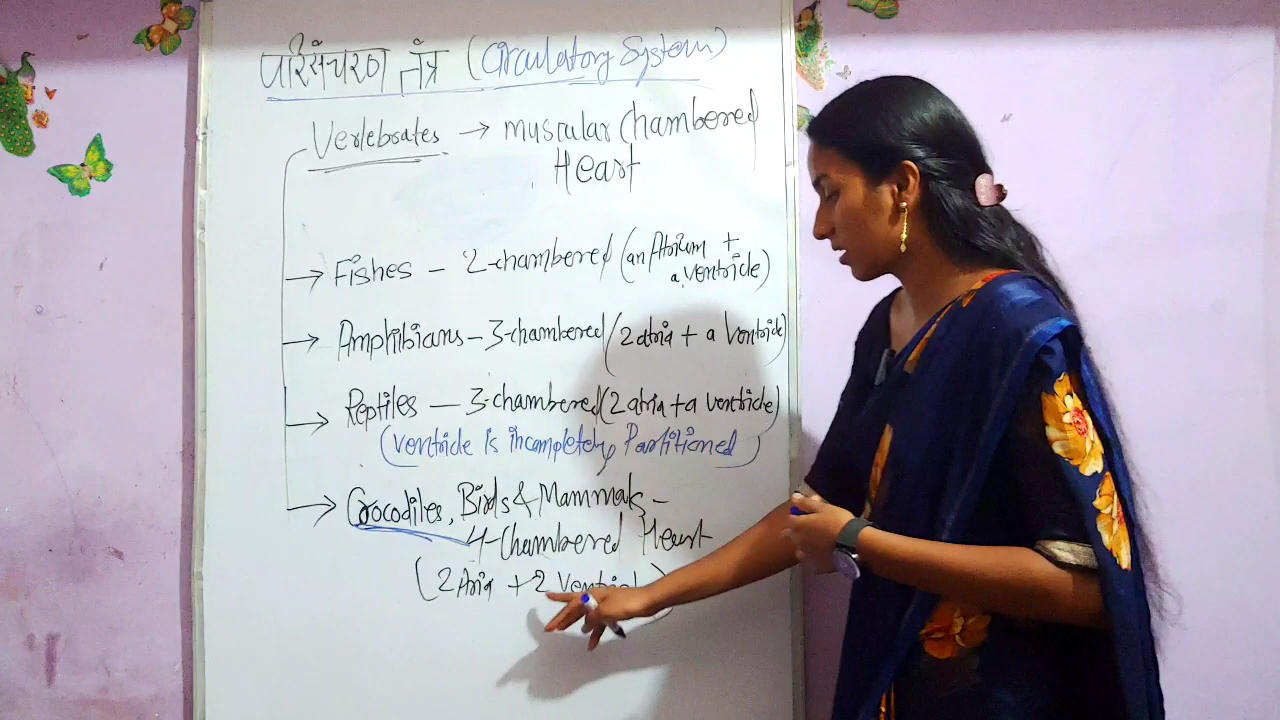 परिसंचरण तंत्र (Circulatory System)
Vertebrates → muscular Chambered
Heart
→ Fishes - 2-chambered (an Atrium +
a ventricle)
→ Amphibians - 3-chambered (2 atria + a Ventricle)
→ Reptiles — 3-chambered (2 atria + a ventricle)
(ventricle is incompletely Partitioned)
→ Crocodiles, Birds & Mammals -
4-Chambered Heart
(2 Atria + 2